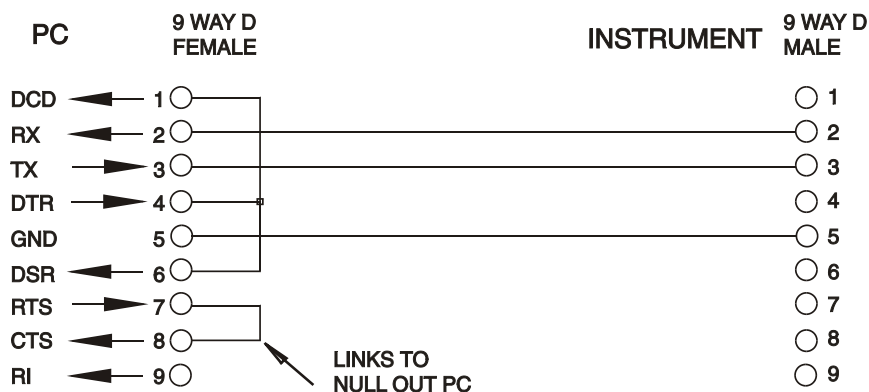 PC
9 WAY D
FEMALE
INSTRUMENT
9 WAY D
MALE
DCD 1 1
RX 2 2
TX 3 3
DTR 4 4
GND 5 5
DSR 6 6
RTS 7 7
CTS 8 8
RI 9 9
LINKS TO
NULL OUT PC